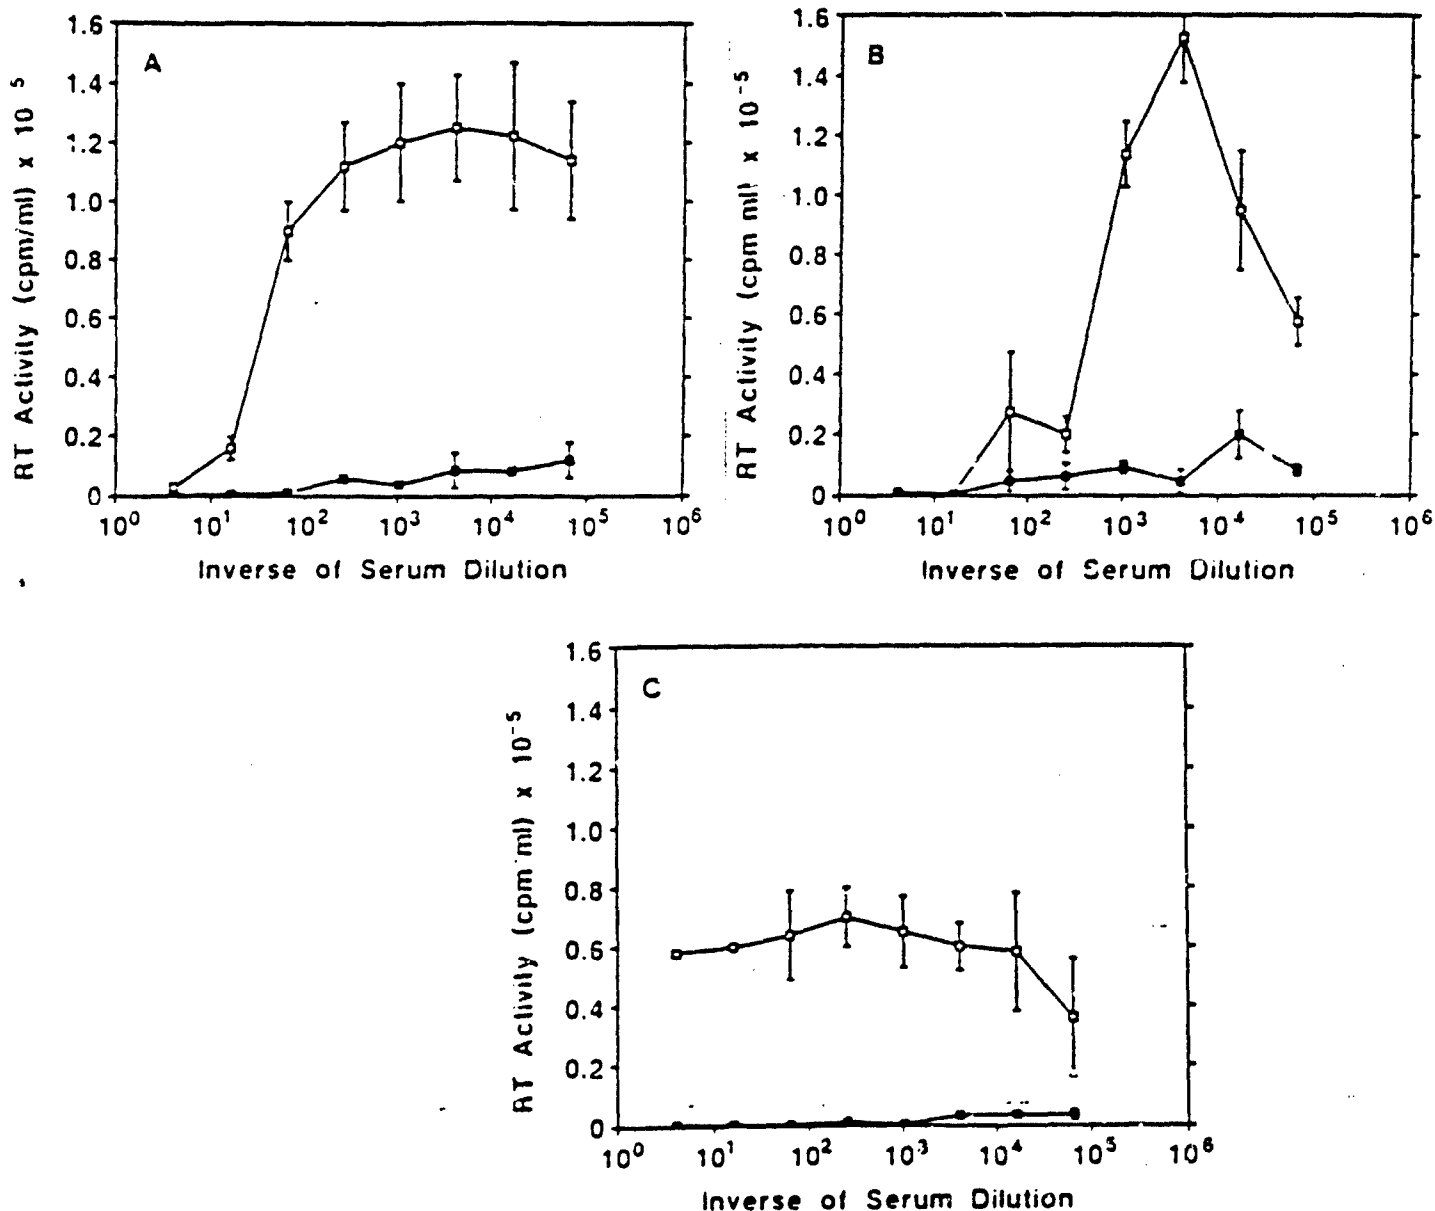 A
RT Activity (cpm/ml) x 10 5
1.6
1.4
1.2
1.0
0.8
0.6
0.4
0.2
0
10⁰ 10¹ 10² 10³ 10⁴ 10⁵ 10⁶
Inverse of Serum Dilution
B
RT Activity (cpm ml) x 10⁻⁵
1.6
1.4
1.2
1.0
0.8
0.6
0.4
0.2
0
10⁰ 10¹ 10² 10³ 10⁴ 10⁵ 10⁶
Inverse of Serum Dilution
C
RT Activity (cpm ml) x 10⁻⁵
1.6
1.4
1.2
1.0
0.8
0.6
0.4
0.2
0
10⁰ 10¹ 10² 10³ 10⁴ 10⁵ 10⁶
Inverse of Serum Dilution